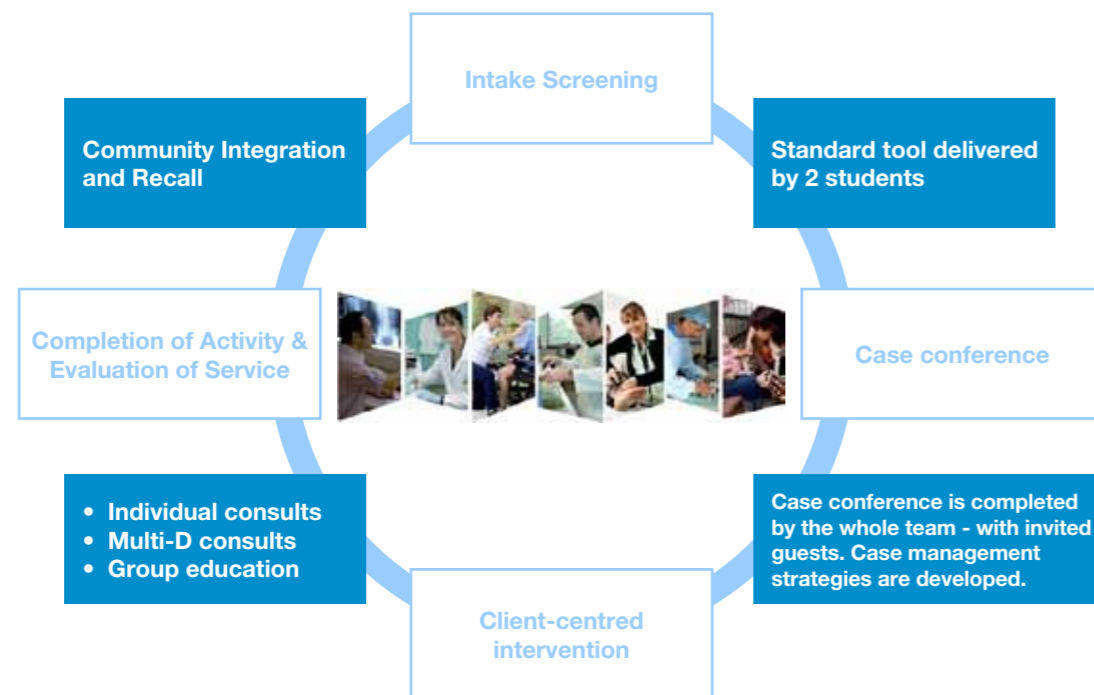 Intake Screening
Community Integration
and Recall
Standard tool delivered
by 2 students
Completion of Activity &
Evaluation of Service
Case conference
• Individual consults
• Multi-D consults
• Group education
Case conference is completed
by the whole team - with invited
guests. Case management
strategies are developed.
Client-centred
intervention